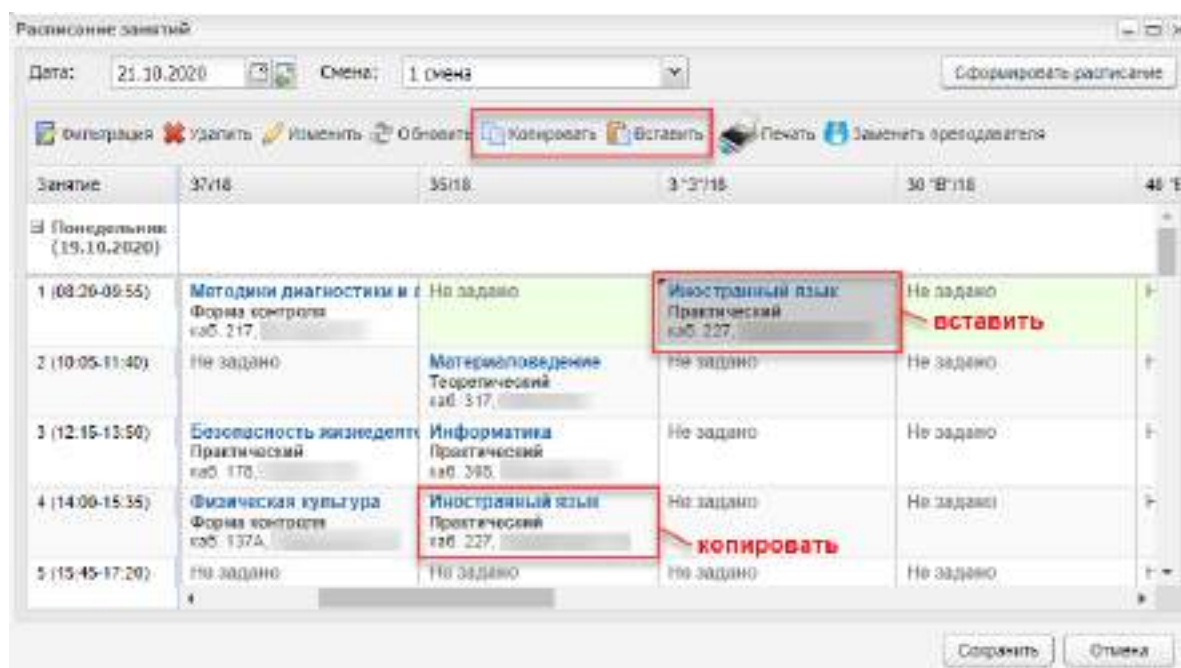 Расписание занятий
Дата: 21.10.2020 Смена: 1 смена Сформировать расписание
Фильтрация Удалить Изменить Обновить Копировать Вставить Печать Заменить преподавателя
Занятие 37/18 35/18 3 "З"/18 30 "В"/18
Понедельник
(19.10.2020)
1 (08:20-09:55) Методики диагностики и Не задано Иностранный язык Не задано
Форма контроля Практический
каб. 217, каб. 227, вставить
2 (10:05-11:40) Не задано Материаловедение Не задано Не задано
Теоретический
каб. 317,
3 (12:15-13:50) Безопасность Информатика Не задано Не задано
Практический Практический
каб. 178, каб.
4 (14:00-15:35) Физическая культура Иностранный язык Не задано Не задано
Форма контроля Практический
каб. 137А, каб. 227, копировать
5 (15:45-17:20) Не задано Не задано Не задано Не задано
Сохранить Отмена